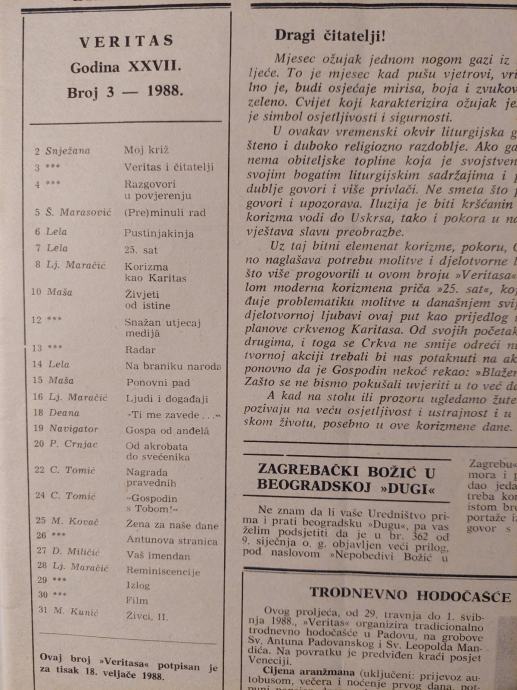 VERITAS
Godina XXVII.
Broj 3 — 1988.
2 Snježana Moj križ
3 *** Veritas i čitatelji
4 *** Razgovori
u povjerenju
5 Š. Marasović (Pre)minuli rad
6 Lela Pustinjakinja
7 Lela 25. sat
8 Lj. Maračić Korizma
kao Karitas
10 Maša Živjeti
od istine
12 *** Snažan utjecaj
medijâ
13 *** Radar
14 Lela Na braniku naroda
15 Maša Ponovni pad
16 Lj. Maračić Ljudi i događaji
18 Deana »Ti me zavede . . .«
19 Navigator Gospa od anđelâ
20 P. Crnjac Od akrobata
do svećenika
22 C. Tomić Nagrada
pravednih
24 C. Tomić »Gospodin
s Tobom!«
25 M. Kovač Žena za naše dane
26 *** Antunova stranica
27 D. Miličić Vaš imendan
28 Lj. Maračić Reminiscencije
29 *** Izlog
30 *** Film
31 M. Kunić Živci, II.
Ovaj broj »Veritasa« potpisan je
za tisak 18. veljače 1988.
Dragi čitatelji!
Mjesec ožujak jednom nogom gazi iz
ljeće. To je mjesec kad pušu vjetrovi, vri
lno je, budi osjećaje mirisa, boja i zvukov
zeleno. Cvijet koji karakterizira ožujak je
je simbol osjetljivosti i sigurnosti.
U ovakav vremenski okvir liturgijska g
šteno i duboko religiozno razdoblje. Ako ga
nema obiteljske topline koja je svojstven
svojim bogatim liturgijskim sadržajima i p
dublje govori i više privlači. Ne smeta što j
govori i upozorava. Iluzija je biti kršćanin
korizma vodi do Uskrsa, tako i pokora u na
vještava slavu preobrazbe.
Uz taj bitni elemenat korizme, pokoru, C
no naglašava potrebu molitve i djelotvorne l
što više progovorili u ovom broju »Veritasa«
lom moderna korizmena priča »25. sat«, ko
đuje problematiku molitve u današnjem svij
djelotvornoj ljubavi ovaj put kao prijedlog s
planove crkvenog Karitasa. Od svojih početak
drugima, i toga se Crkva ne smije odreći nu
tvornoj akciji trebali bi nas potaknuti na ak
ponovno da je Gospodin nekoć rekao: »Blažen
Zašto se ne bismo pokušali uvjeriti u to već da
A kad na stolu ili prozoru ugledamo žute
pozivaju na veću osjetljivost i ustrajnost i u
skom životu, posebno u ove korizmene dane.
ZAGREBAČKI BOŽIĆ U
BEOGRADSKOJ »DUGI«
Ne znam da li vaše Uredništvo pri-
ma i prati beogradsku »Dugu«, pa vas
želim podsjetiti da je u br. 362 od
9. siječnja o. g. objavljen veći prilog,
pod naslovom »Nepobedivi Božić u
Zagrebu«
mora i p
dao jeda
treba kor
istom bro
portaže iz
govor s
TRODNEVNO HODOČAŠĆE
Ovog proljeća, od 29. travnja do 1. svib-
nja 1988., »Veritas« organizira tradicionalno
trodnevno hodočašće u Padovu, na grobove
Sv. Antuna Padovanskog i Sv. Leopolda Man-
dića. Na povratku je predviđen kraći posjet
Veneciji.
Cijena aranžmana (uključeni: prijevoz au-
tobusom, večera i noćenje prvog dana, pot-